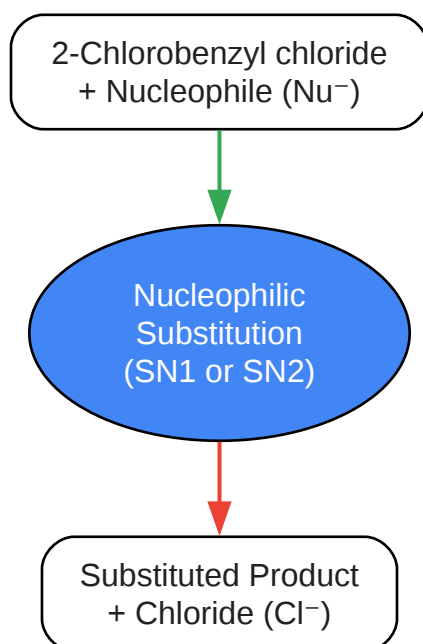 2-Chlorobenzyl chloride
+ Nucleophile (Nu⁻)
Nucleophilic
Substitution
(SN1 or SN2)
Substituted Product
+ Chloride (Cl⁻)